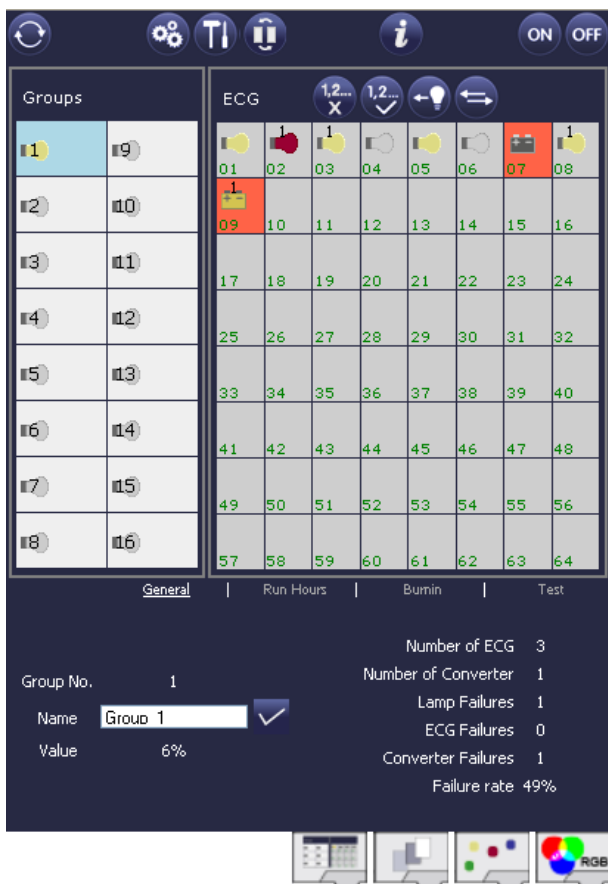 ON OFF
Groups
ECG 1,2... X 1,2...
1 9
2 10
3 11
4 12
5 13
6 14
7 15
8 16
1 1 1
01 02 03 04 05 06 07 08
1
09 10 11 12 13 14 15 16
17 18 19 20 21 22 23 24
25 26 27 28 29 30 31 32
33 34 35 36 37 38 39 40
41 42 43 44 45 46 47 48
49 50 51 52 53 54 55 56
57 58 59 60 61 62 63 64
General | Run Hours | Burnin | Test
Group No. 1
Name Group 1
Value 6%
Number of ECG 3
Number of Converter 1
Lamp Failures 1
ECG Failures 0
Converter Failures 1
Failure rate 49%
RGB